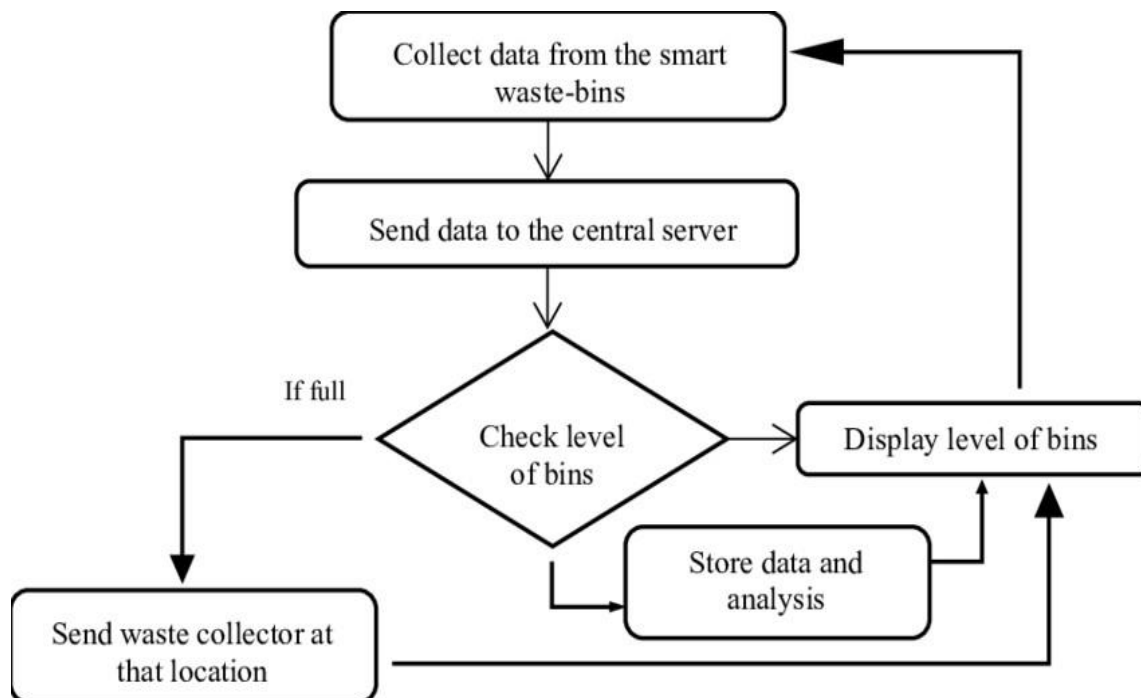 Collect data from the smart
waste-bins
Send data to the central server
If full
Check level
of bins
Display level of bins
Store data and
analysis
Send waste collector at
that location